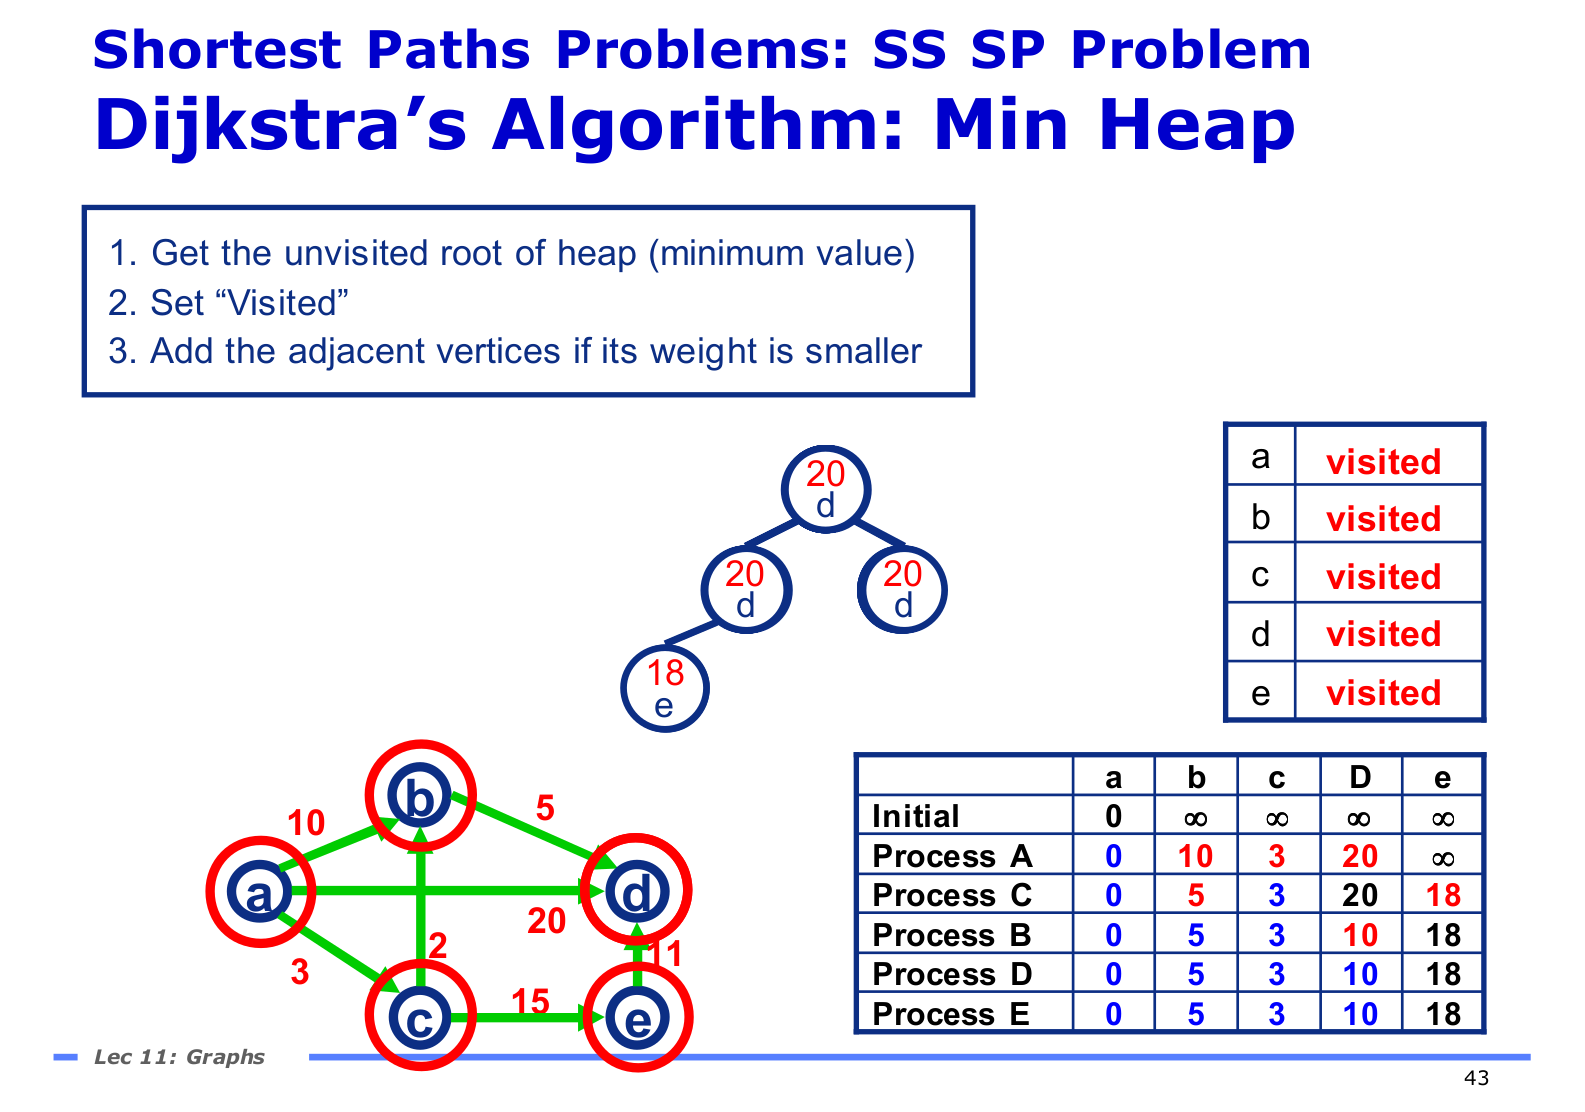 Shortest Paths Problems: SS SP Problem
Dijkstra’s Algorithm: Min Heap
1. Get the unvisited root of heap (minimum value)
2. Set “Visited”
3. Add the adjacent vertices if its weight is smaller
20
d
20
d
20
d
18
e
a visited
b visited
c visited
d visited
e visited
b
10
5
a
d
20
2
11
3
15
c
e
a b c D e
Initial 0 ∞ ∞ ∞ ∞
Process A 0 10 3 20 ∞
Process C 0 5 3 20 18
Process B 0 5 3 10 18
Process D 0 5 3 10 18
Process E 0 5 3 10 18
Lec 11: Graphs
43